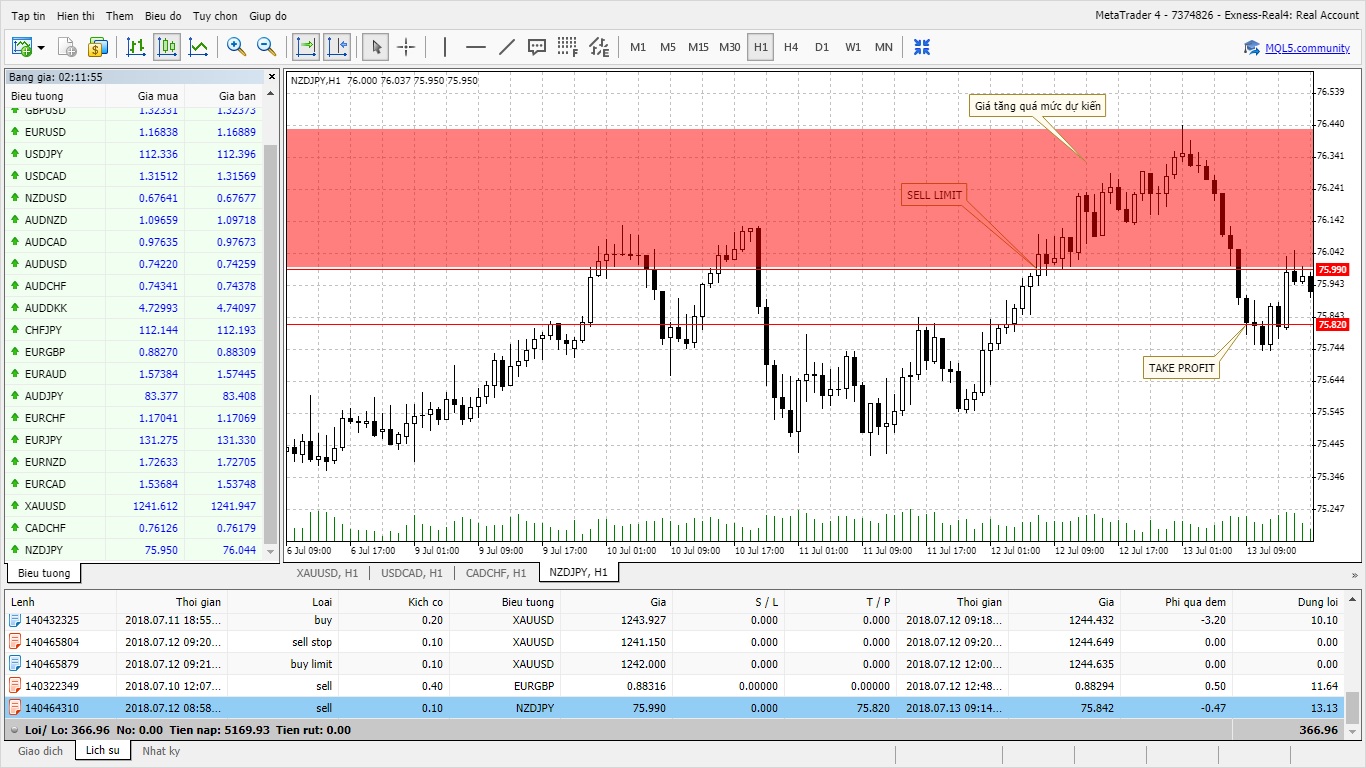 Tap tin Hien thi Them Bieu do Tuy chon Giup do MetaTrader 4 - 7374826 - Exness-Real4: Real Account
M1 M5 M15 M30 H1 H4 D1 W1 MN MQL5.community
Bang gia: 02:11:55
Bieu tuong Gia mua Gia ban
GBPUSD 1.32331 1.32373
EURUSD 1.16838 1.16889
USDJPY 112.336 112.396
USDCAD 1.31512 1.31569
NZDUSD 0.67641 0.67677
AUDNZD 1.09659 1.09718
AUDCAD 0.97635 0.97673
AUDUSD 0.74220 0.74259
AUDCHF 0.74341 0.74378
AUDDKK 4.72993 4.74097
CHFJPY 112.144 112.193
EURGBP 0.88270 0.88309
EURAUD 1.57384 1.57445
AUDJPY 83.377 83.408
EURCHF 1.17041 1.17069
EURJPY 131.275 131.330
EURNZD 1.72633 1.72705
EURCAD 1.53684 1.53748
XAUUSD 1241.612 1241.947
CADCHF 0.76126 0.76179
NZDJPY 75.950 76.044
Bieu tuong
NZDJPY,H1 76.000 76.037 75.950 75.950
Giá tăng quá mức dự kiến
SELL LIMIT
TAKE PROFIT
76.539
76.440
76.341
76.241
76.142
76.042
75.990
75.943
75.843
75.820
75.744
75.644
75.545
75.445
75.346
75.247
6 Jul 09:00 6 Jul 17:00 9 Jul 01:00 9 Jul 09:00 9 Jul 17:00 10 Jul 01:00 10 Jul 09:00 10 Jul 17:00 11 Jul 01:00 11 Jul 09:00 11 Jul 17:00 12 Jul 01:00 12 Jul 09:00 12 Jul 17:00 13 Jul 01:00 13 Jul 09:00
XAUUSD, H1 USDCAD, H1 CADCHF, H1 NZDJPY, H1
Lenh Thoi gian Loai Kich co Bieu tuong Gia S / L T / P Thoi gian Gia Phi qua dem Dung loi
140432325 2018.07.11 18:55... buy 0.20 XAUUSD 1243.927 0.000 0.000 2018.07.12 09:18... 1244.432 -3.20 10.10
140465804 2018.07.12 09:20... sell stop 0.10 XAUUSD 1241.150 0.000 0.000 2018.07.12 09:20... 1244.649 0.00 0.00
140465879 2018.07.12 09:21... buy limit 0.10 XAUUSD 1242.000 0.000 0.000 2018.07.12 12:00... 1244.635 0.00 0.00
140322349 2018.07.10 12:07... sell 0.40 EURGBP 0.88316 0.00000 0.00000 2018.07.12 12:48... 0.88294 0.50 11.64
140464310 2018.07.12 08:58... sell 0.10 NZDJPY 75.990 0.000 75.820 2018.07.13 09:14... 75.842 -0.47 13.13
Loi/ Lo: 366.96 No: 0.00 Tien nap: 5169.93 Tien rut: 0.00 366.96
Giao dich Lich su Nhat ky